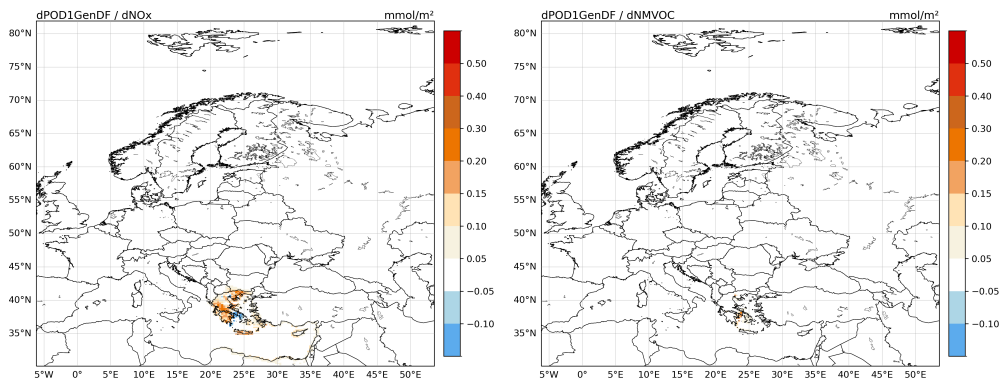 dPOD1GenDF / dNOx mmol/m²
80°N
75°N
70°N
65°N
60°N
55°N
50°N
45°N
40°N
35°N
5°W 0° 5°E 10°E 15°E 20°E 25°E 30°E 35°E 40°E 45°E 50°E
0.50
0.40
0.30
0.20
0.15
0.10
0.05
−0.05
−0.10
dPOD1GenDF / dNMVOC mmol/m²
80°N
75°N
70°N
65°N
60°N
55°N
50°N
45°N
40°N
35°N
5°W 0° 5°E 10°E 15°E 20°E 25°E 30°E 35°E 40°E 45°E 50°E
0.50
0.40
0.30
0.20
0.15
0.10
0.05
−0.05
−0.10